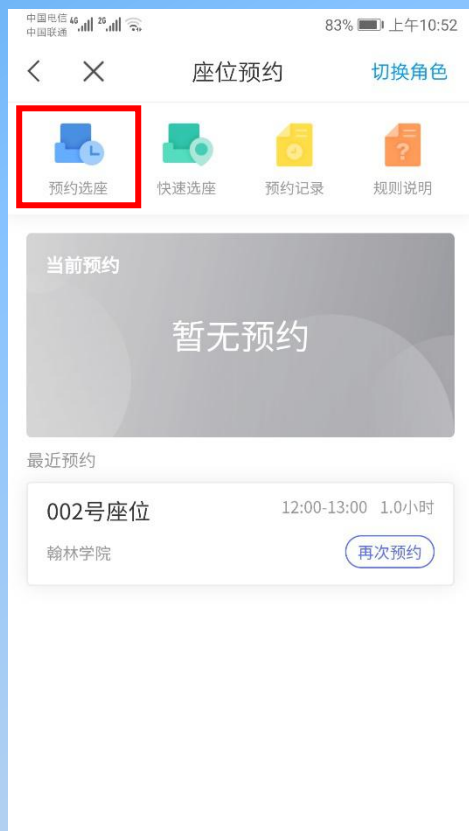 中国电信 4G 2G 83% 上午10:52
中国联通
座位预约 切换角色
预约选座 快速选座 预约记录 规则说明
当前预约
暂无预约
最近预约
002号座位 12:00-13:00 1.0小时
翰林学院 再次预约